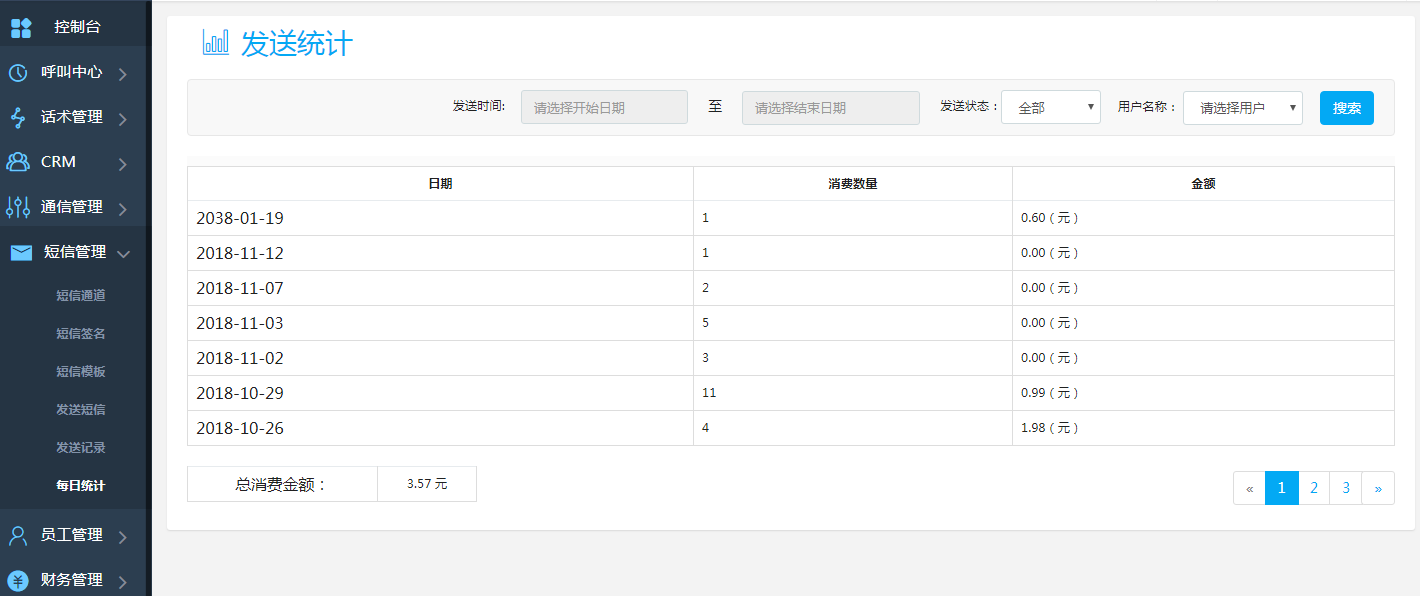 控制台
呼叫中心
话术管理
CRM
通信管理
短信管理
短信通道
短信签名
短信模板
发送短信
发送记录
每日统计
员工管理
财务管理
发送统计
发送时间: 请选择开始日期 至 请选择结束日期 发送状态： 全部 用户名称： 请选择用户 搜索
日期 消费数量 金额
2038-01-19 1 0.60 ( 元 )
2018-11-12 1 0.00 ( 元 )
2018-11-07 2 0.00 ( 元 )
2018-11-03 5 0.00 ( 元 )
2018-11-02 3 0.00 ( 元 )
2018-10-29 11 0.99 ( 元 )
2018-10-26 4 1.98 ( 元 )
总消费金额： 3.57 元
« 1 2 3 »